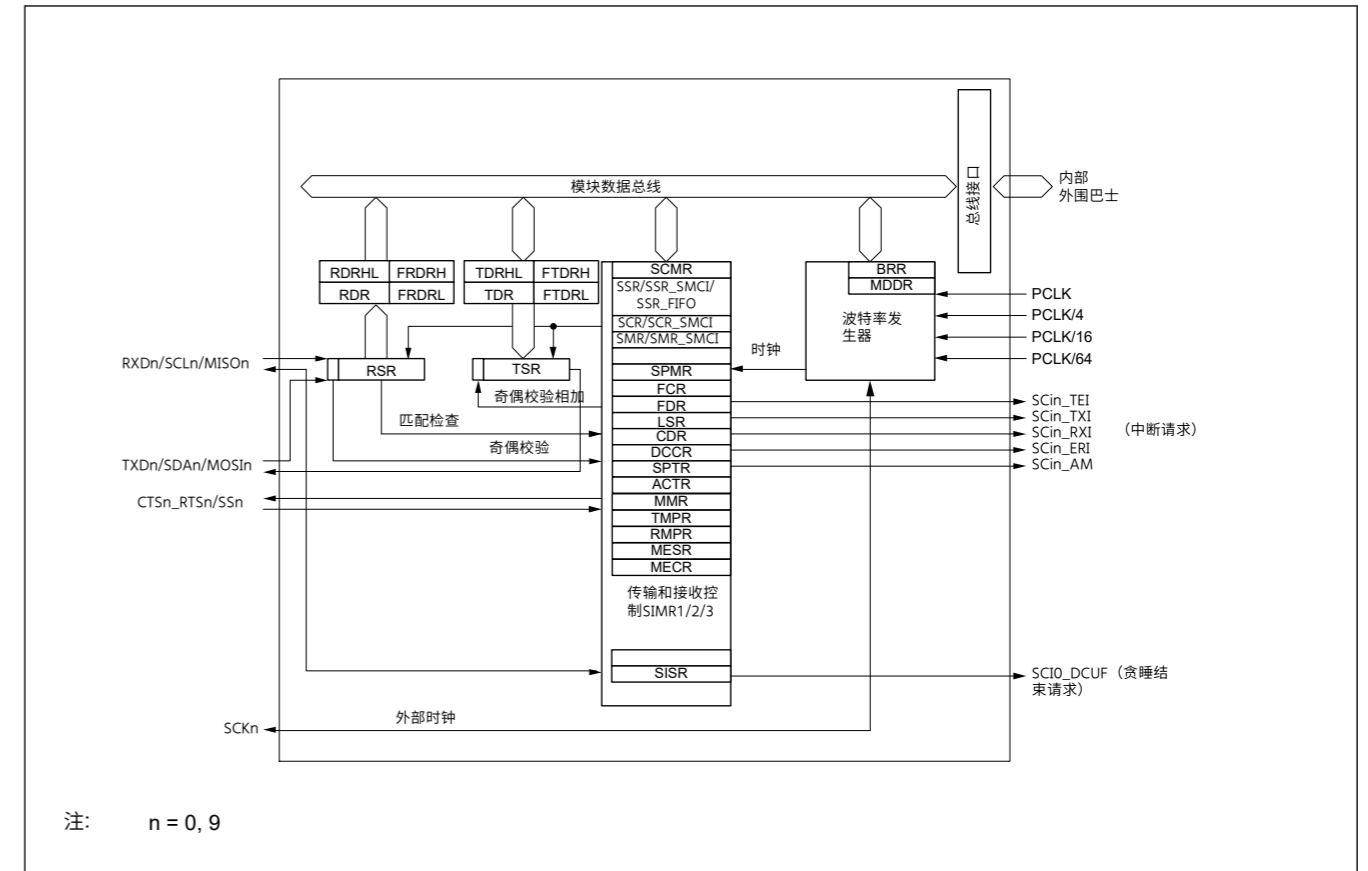 模块数据总线
总线接口
内部
外围巴士
RDRHL FRDRH
RDR FRDRL
TDRHL FTDRH
TDR FTDRL
SCMR
SSR/SSR_SMCI/
SSR_FIFO
SCR/SCR_SMCI
SMR/SMR_SMCI
SPMR
FCR
FDR
LSR
CDR
DCCR
SPTR
ACTR
MMR
TMPR
RMPR
MESR
MECR
传输和接收控
制SIMR1/2/3
SISR
BRR
MDDR
波特率发
生器
时钟
PCLK
PCLK/4
PCLK/16
PCLK/64
RXDn/SCLn/MISOn
RSR
TSR
奇偶校验相加
匹配检查
奇偶校验
TXDn/SDAn/MOSIn
CTSn_RTSn/SSn
SCin_TEI
SCin_TXI
SCin_RXI
SCin_ERI
SCin_AM
（中断请求）
SCI0_DCUF（贪睡结
束请求）
SCKn
外部时钟
注: n = 0, 9